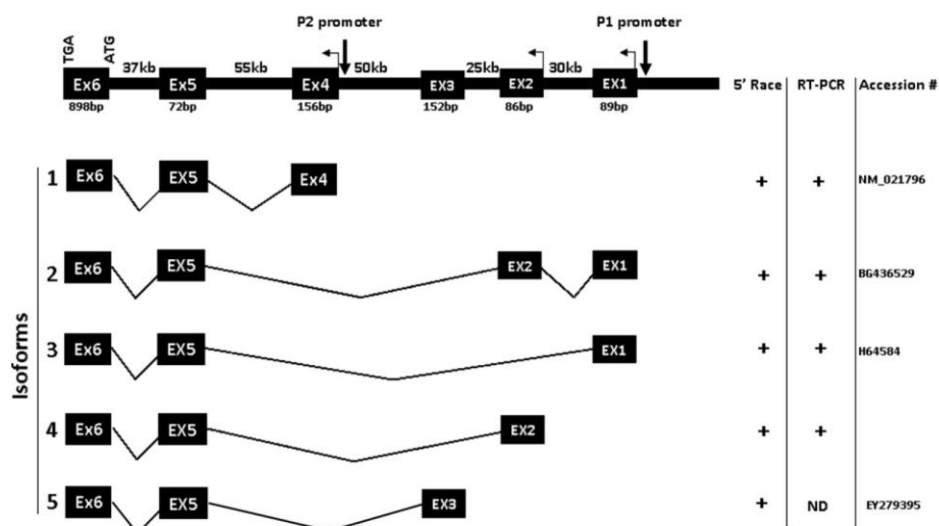 P2 promoter P1 promoter
TGA ATG 37kb 55kb 50kb 25kb 30kb
Ex6 Ex5 Ex4 EX3 EX2 EX1 5' Race RT-PCR Accession #
898bp 72bp 156bp 152bp 86bp 89bp
Isoforms
1 Ex6 EX5 Ex4 + + NM_021796
2 Ex6 EX5 EX2 EX1 + + BG436529
3 Ex6 EX5 EX1 + + H64584
4 Ex6 EX5 EX2 + +
5 Ex6 EX5 EX3 + ND EY279395